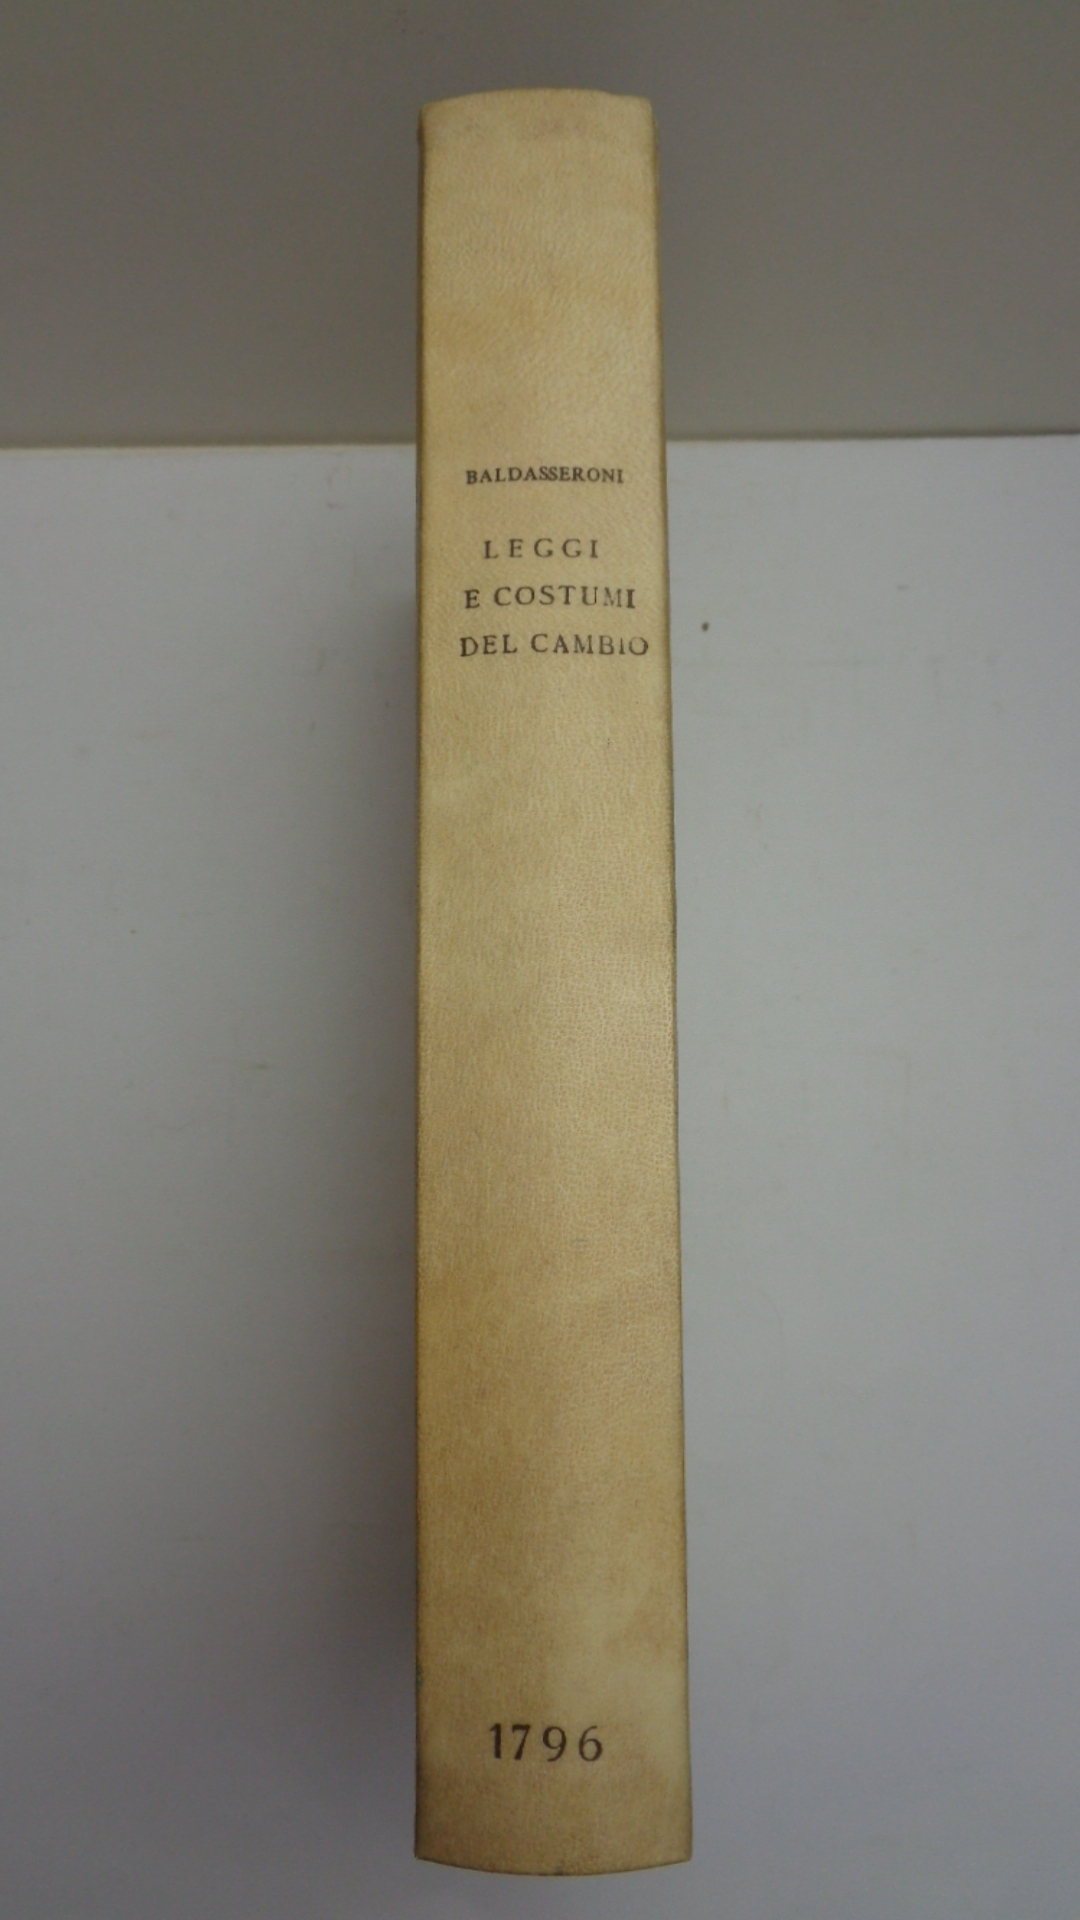 BALDASSERONI
LEGGI
E COSTUMI
DEL CAMBIO
1796